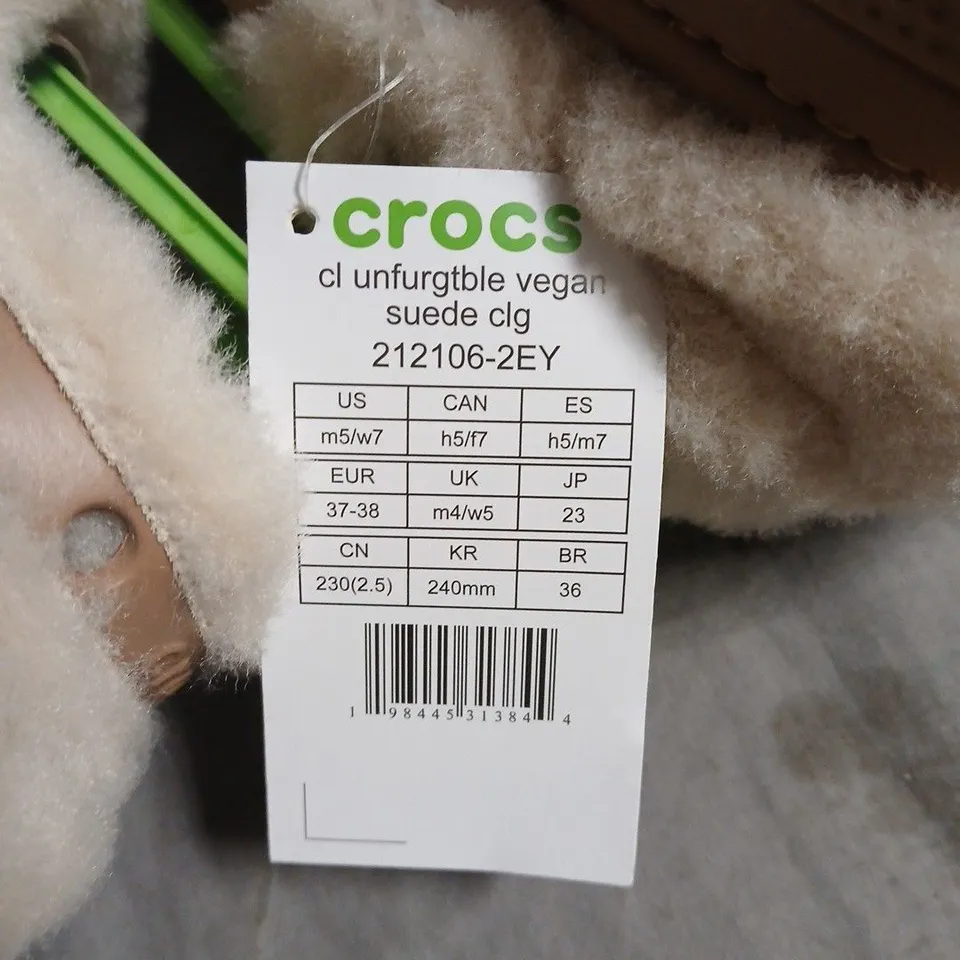 crocs
cl unfurgtble vegan
suede clg
212106-2EY
US CAN ES
m5/w7 h5/f7 h5/m7
EUR UK JP
37-38 m4/w5 23
CN KR BR
230(2.5) 240mm 36
1 98445 31384 4